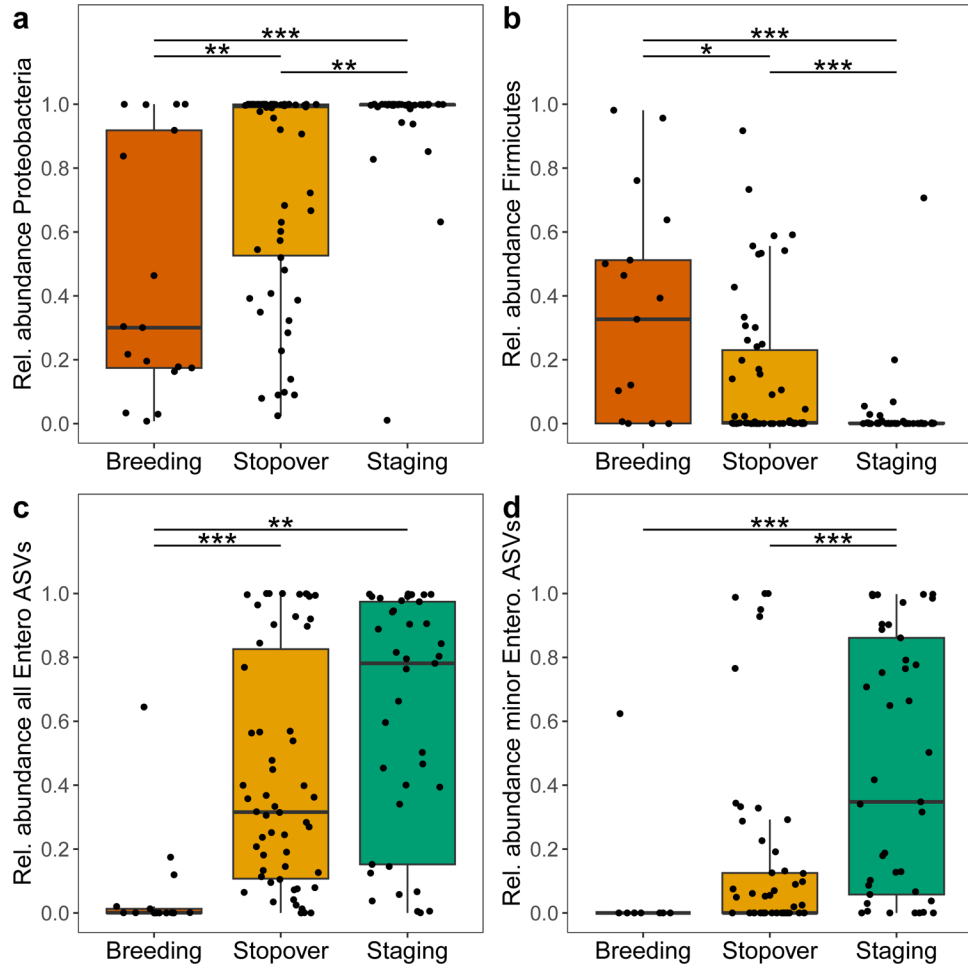 a
Rel. abundance Proteobacteria
***
** **
1.0
0.8
0.6
0.4
0.2
0.0
Breeding Stopover Staging
b
Rel. abundance Firmicutes
***
* ***
1.0
0.8
0.6
0.4
0.2
0.0
Breeding Stopover Staging
c
Rel. abundance all Entero ASVs
**
***
1.0
0.8
0.6
0.4
0.2
0.0
Breeding Stopover Staging
d
Rel. abundance minor Entero. ASVs
***
***
1.0
0.8
0.6
0.4
0.2
0.0
Breeding Stopover Staging